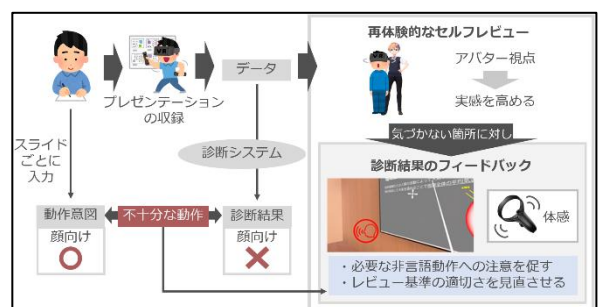 再体験的なセルフレビュー
アバター視点
実感を高める
データ
プレゼンテーション
の収録
スライド
ごとに
入力
診断システム
気づかない箇所に対し
診断結果のフィードバック
体感
動作意図
顔向け
不十分な動作
診断結果
顔向け
・必要な非言語動作への注意を促す
・レビュー基準の適切さを見直させる